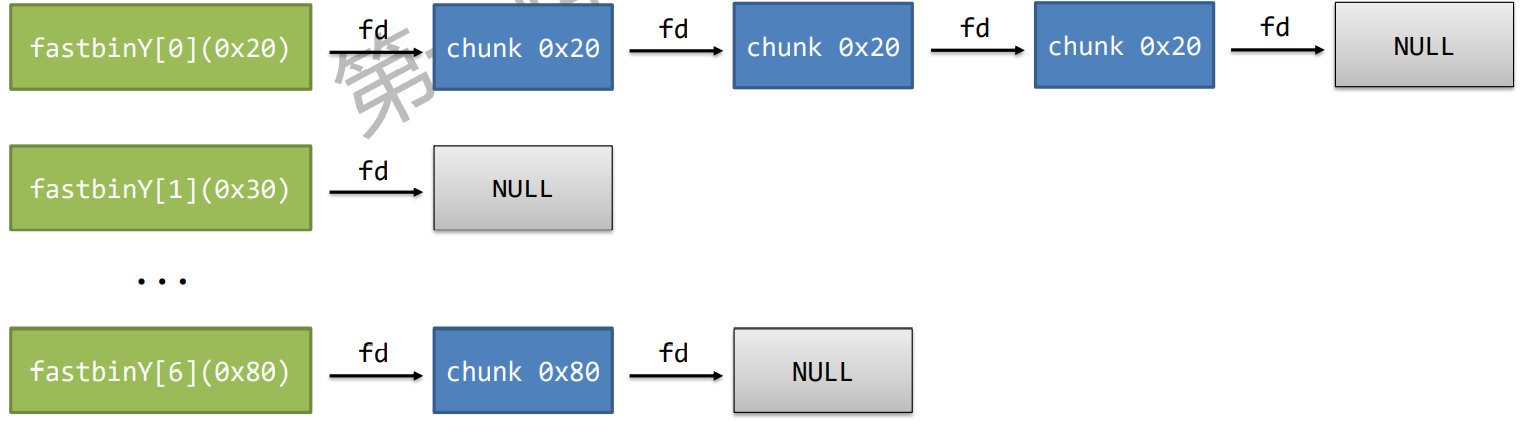 fastbinY[0](0x20) fd chunk 0x20 fd chunk 0x20 fd chunk 0x20 fd NULL
第
fastbinY[1](0x30) fd NULL
...
fastbinY[6](0x80) fd chunk 0x80 fd NULL